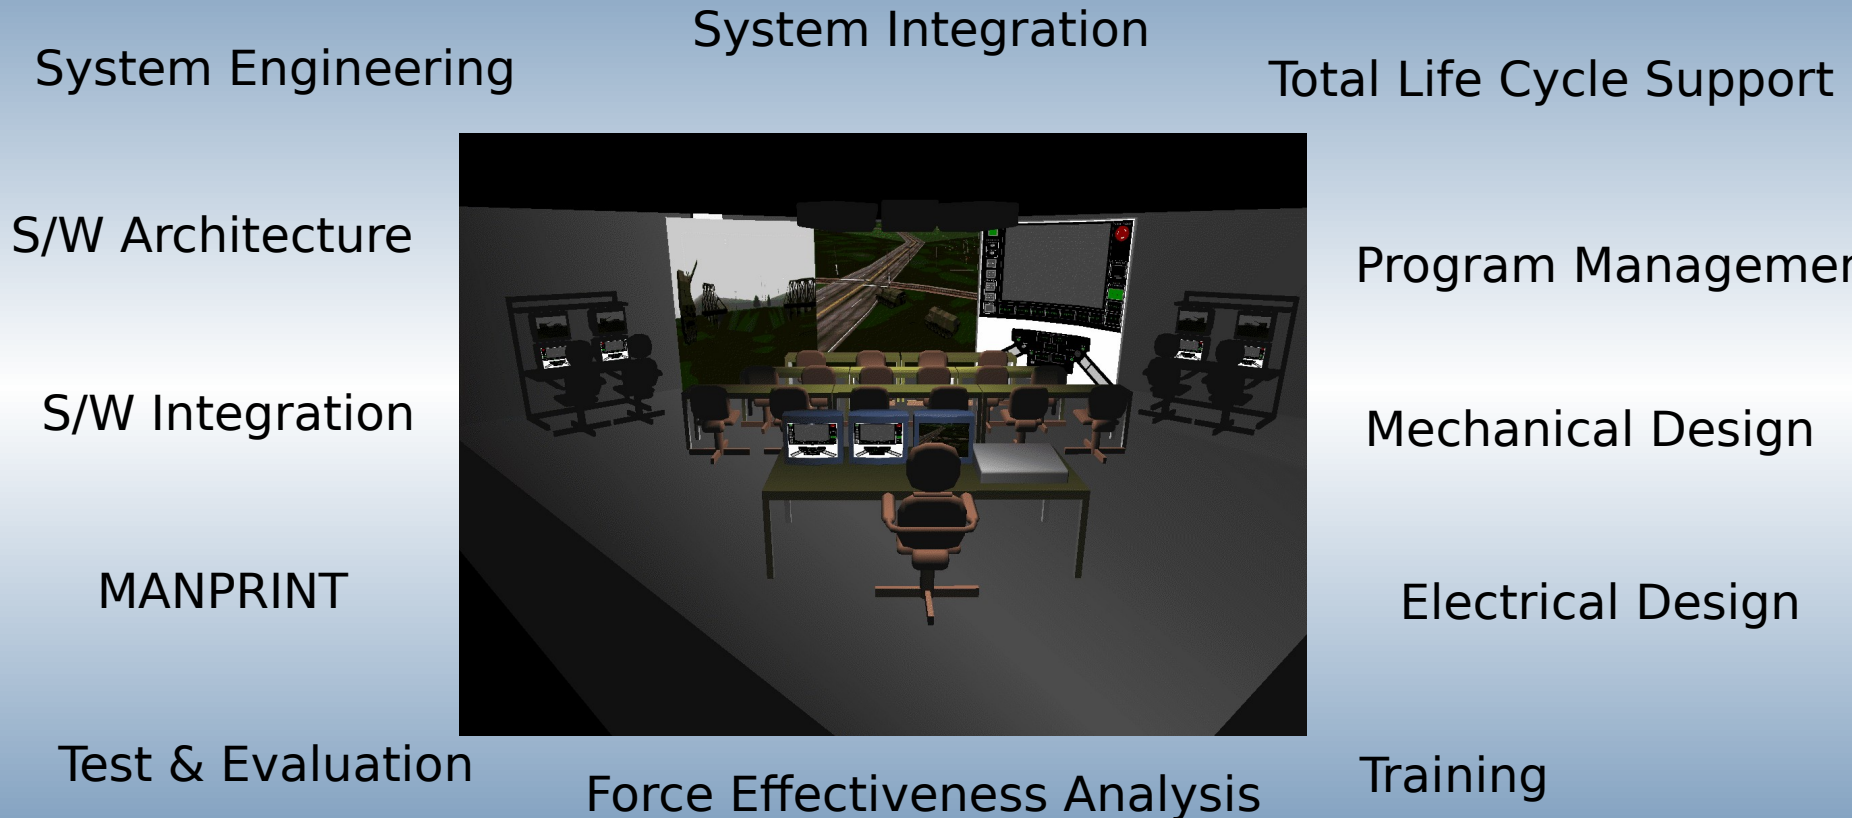 System Integration
System Engineering
Total Life Cycle Support
S/W Architecture
Program Managemen
S/W Integration
Mechanical Design
MANPRINT
Electrical Design
Test & Evaluation
Training
Force Effectiveness Analysis